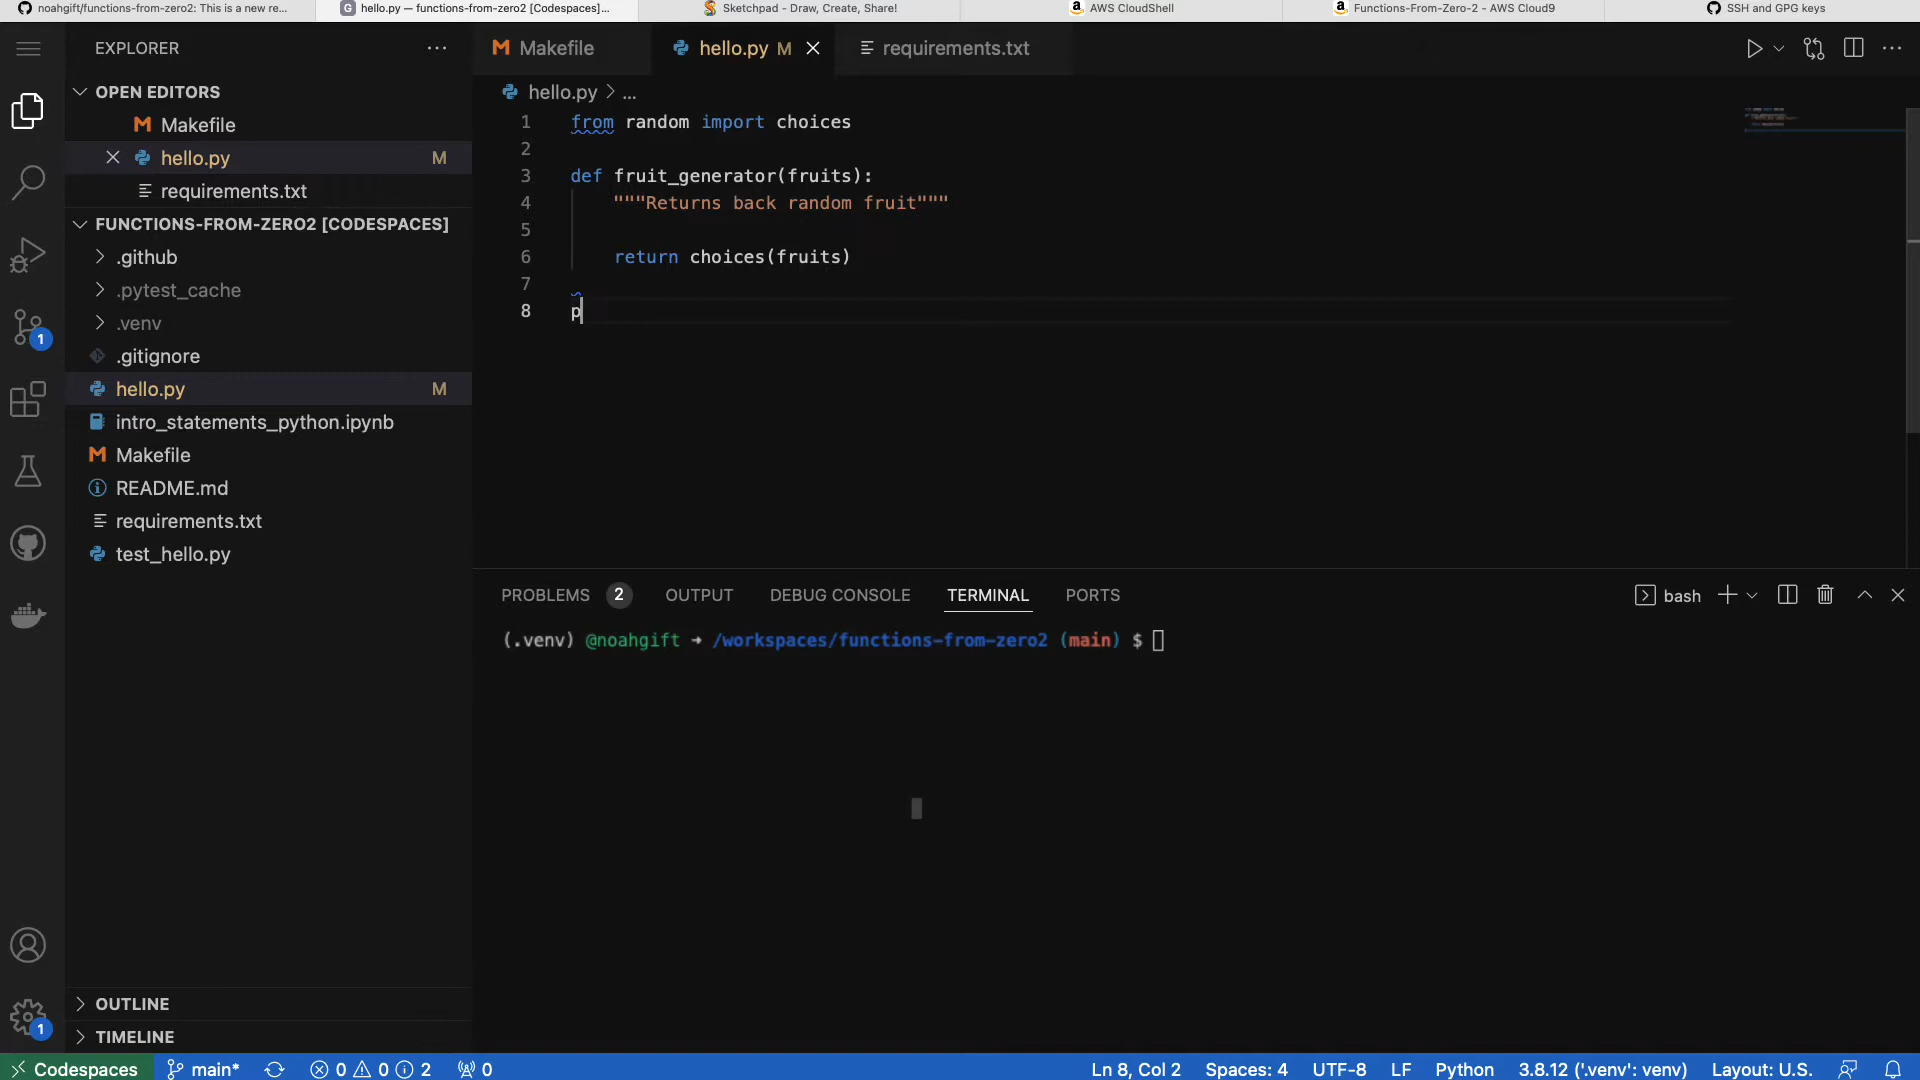 noahgift/functions-from-zero2: This is a new re...
G hello.py — functions-from-zero2 [Codespaces]...
Sketchpad - Draw, Create, Share!
AWS CloudShell
Functions-From-Zero-2 - AWS Cloud9
SSH and GPG keys
EXPLORER
OPEN EDITORS
Makefile
hello.py M
requirements.txt
FUNCTIONS-FROM-ZERO2 [CODESPACES]
.github
.pytest_cache
.venv
.gitignore
hello.py M
intro_statements_python.ipynb
Makefile
README.md
requirements.txt
test_hello.py
OUTLINE
TIMELINE
1
1
Makefile
hello.py M
requirements.txt
hello.py > ...
1 from random import choices
2
3 def fruit_generator(fruits):
4 """Returns back random fruit"""
5
6 return choices(fruits)
7
8 p
PROBLEMS 2 OUTPUT DEBUG CONSOLE TERMINAL PORTS
bash
(.venv) @noahgift → /workspaces/functions-from-zero2 (main) $
Codespaces main* 0 0 2 0
Ln 8, Col 2 Spaces: 4 UTF-8 LF Python 3.8.12 ('.venv': venv) Layout: U.S.